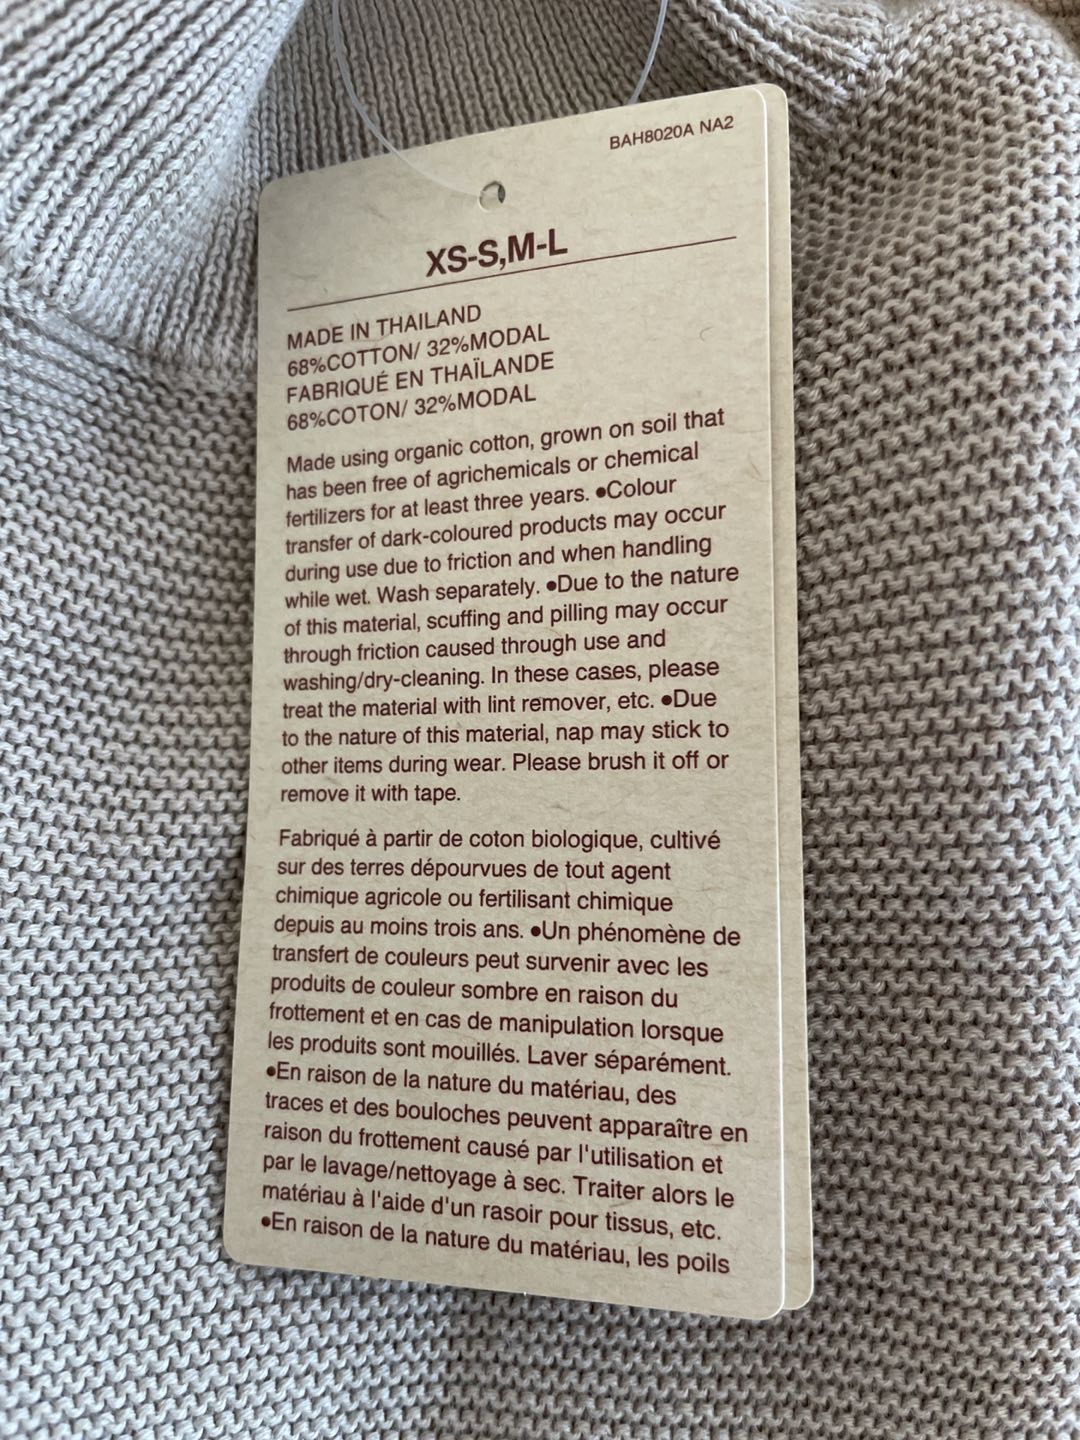 BAH8020A NA2
XS-S,M-L
MADE IN THAILAND
68%COTTON/ 32%MODAL
FABRIQUÉ EN THAÏLANDE
68%COTON/ 32%MODAL
Made using organic cotton, grown on soil that
has been free of agrichemicals or chemical
fertilizers for at least three years. ●Colour
transfer of dark-coloured products may occur
during use due to friction and when handling
while wet. Wash separately. ●Due to the nature
of this material, scuffing and pilling may occur
through friction caused through use and
washing/dry-cleaning. In these cases, please
treat the material with lint remover, etc. ●Due
to the nature of this material, nap may stick to
other items during wear. Please brush it off or
remove it with tape.
Fabriqué à partir de coton biologique, cultivé
sur des terres dépourvues de tout agent
chimique agricole ou fertilisant chimique
depuis au moins trois ans. ●Un phénomène de
transfert de couleurs peut survenir avec les
produits de couleur sombre en raison du
frottement et en cas de manipulation lorsque
les produits sont mouillés. Laver séparément.
●En raison de la nature du matériau, des
traces et des bouloches peuvent apparaître en
raison du frottement causé par l'utilisation et
par le lavage/nettoyage à sec. Traiter alors le
matériau à l'aide d'un rasoir pour tissus, etc.
●En raison de la nature du matériau, les poils